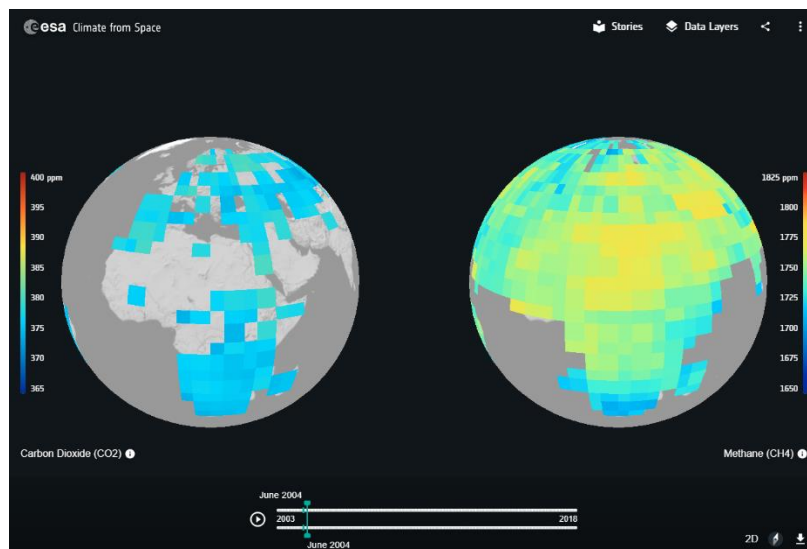 esa Climate from Space
Stories
Data Layers
400 ppm
395
390
385
380
375
370
365
1825 ppm
1800
1775
1750
1725
1700
1675
1650
Carbon Dioxide (CO2)
Methane (CH4)
June 2004
2003
2018
June 2004
2D